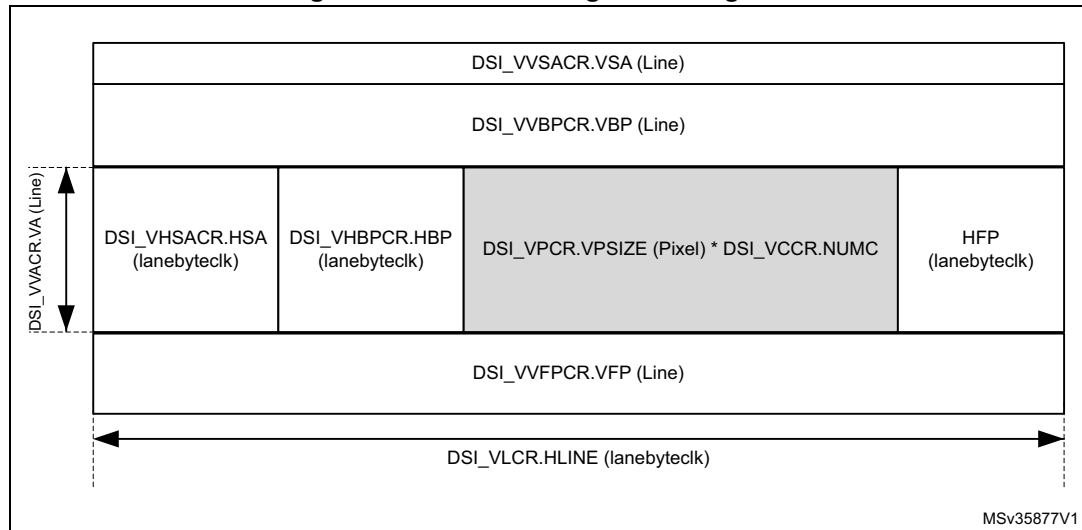 DSI_VVSACR.VSA (Line)
DSI_VVBPCR.VBP (Line)
DSI_VVACR.VA (Line)
DSI_VHSACR.HSA
(lanebyteclk)
DSI_VHBPCR.HBP
(lanebyteclk)
DSI_VPCR.VPSIZE (Pixel) * DSI_VCCR.NUMC
HFP
(lanebyteclk)
DSI_VVFPCR.VFP (Line)
DSI_VLCR.HLINE (lanebyteclk)
MSv35877V1